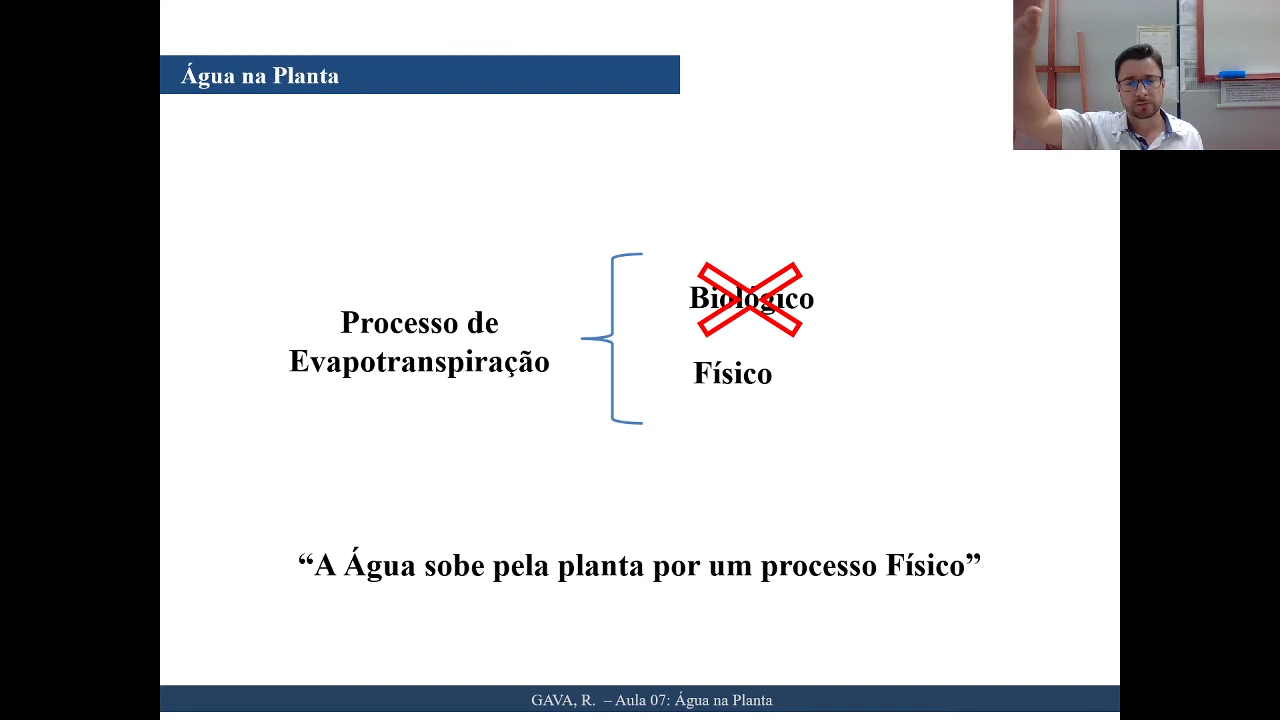 Água na Planta
Processo de
Evapotranspiração
Biológico
Físico
“A Água sobe pela planta por um processo Físico”
GAVA, R. – Aula 07: Água na Planta